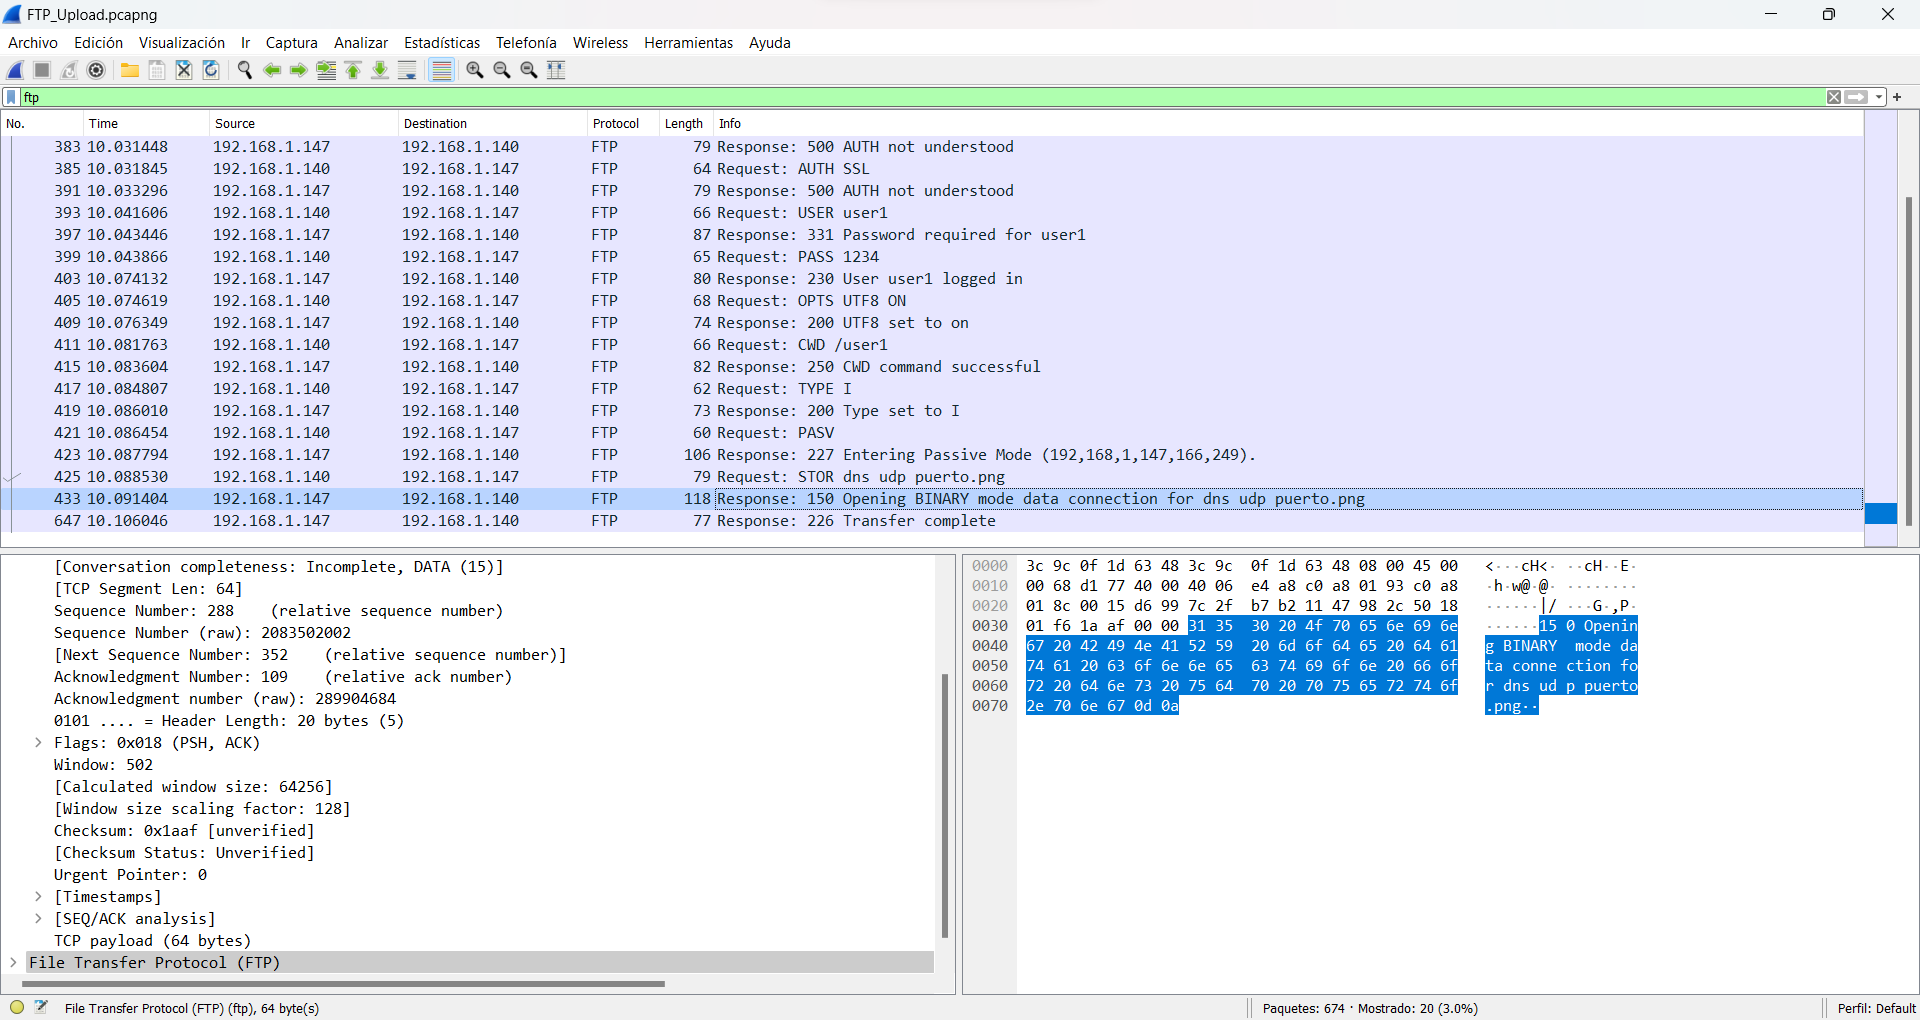 FTP_Upload.pcapng
Archivo Edición Visualización Ir Captura Analizar Estadísticas Telefonía Wireless Herramientas Ayuda
ftp
No. Time Source Destination Protocol Length Info
383 10.031448 192.168.1.147 192.168.1.140 FTP 79 Response: 500 AUTH not understood
385 10.031845 192.168.1.140 192.168.1.147 FTP 64 Request: AUTH SSL
391 10.033296 192.168.1.147 192.168.1.140 FTP 79 Response: 500 AUTH not understood
393 10.041606 192.168.1.140 192.168.1.147 FTP 66 Request: USER user1
397 10.043446 192.168.1.147 192.168.1.140 FTP 87 Response: 331 Password required for user1
399 10.043866 192.168.1.140 192.168.1.147 FTP 65 Request: PASS 1234
403 10.074132 192.168.1.147 192.168.1.140 FTP 80 Response: 230 User user1 logged in
405 10.074619 192.168.1.140 192.168.1.147 FTP 68 Request: OPTS UTF8 ON
409 10.076349 192.168.1.147 192.168.1.140 FTP 74 Response: 200 UTF8 set to on
411 10.081763 192.168.1.140 192.168.1.147 FTP 66 Request: CWD /user1
415 10.083604 192.168.1.147 192.168.1.140 FTP 82 Response: 250 CWD command successful
417 10.084807 192.168.1.140 192.168.1.147 FTP 62 Request: TYPE I
419 10.086010 192.168.1.147 192.168.1.140 FTP 73 Response: 200 Type set to I
421 10.086454 192.168.1.140 192.168.1.147 FTP 60 Request: PASV
423 10.087794 192.168.1.147 192.168.1.140 FTP 106 Response: 227 Entering Passive Mode (192,168,1,147,166,249).
425 10.088530 192.168.1.140 192.168.1.147 FTP 79 Request: STOR dns udp puerto.png
433 10.091404 192.168.1.147 192.168.1.140 FTP 118 Response: 150 Opening BINARY mode data connection for dns udp puerto.png
647 10.106046 192.168.1.147 192.168.1.140 FTP 77 Response: 226 Transfer complete
[Conversation completeness: Incomplete, DATA (15)]
[TCP Segment Len: 64]
Sequence Number: 288 (relative sequence number)
Sequence Number (raw): 2083502002
[Next Sequence Number: 352 (relative sequence number)]
Acknowledgment Number: 109 (relative ack number)
Acknowledgment number (raw): 289904684
0101 .... = Header Length: 20 bytes (5)
Flags: 0x018 (PSH, ACK)
Window: 502
[Calculated window size: 64256]
[Window size scaling factor: 128]
Checksum: 0x1aaf [unverified]
[Checksum Status: Unverified]
Urgent Pointer: 0
[Timestamps]
[SEQ/ACK analysis]
TCP payload (64 bytes)
File Transfer Protocol (FTP)
0000 3c 9c 0f 1d 63 48 3c 9c 0f 1d 63 48 08 00 45 00 <···cH<· ··cH··E·
0010 00 68 d1 77 40 00 40 06 e4 a8 c0 a8 01 93 c0 a8 ·h·w@·@· ········
0020 01 8c 00 15 d6 99 7c 2f b7 b2 11 47 98 2c 50 18 ······|/ ···G·,P·
0030 01 f6 1a af 00 00 31 35 30 20 4f 70 65 6e 69 6e ······15 0 Openin
0040 67 20 42 49 4e 41 52 59 20 6d 6f 64 65 20 64 61 g BINARY mode da
0050 74 61 20 63 6f 6e 6e 65 63 74 69 6f 6e 20 66 6f ta conne ction fo
0060 72 20 64 6e 73 20 75 64 70 20 70 75 65 72 74 6f r dns ud p puerto
0070 2e 70 6e 67 0d 0a .png··
File Transfer Protocol (FTP) (ftp), 64 byte(s)
Paquetes: 674 · Mostrado: 20 (3.0%)
Perfil: Default